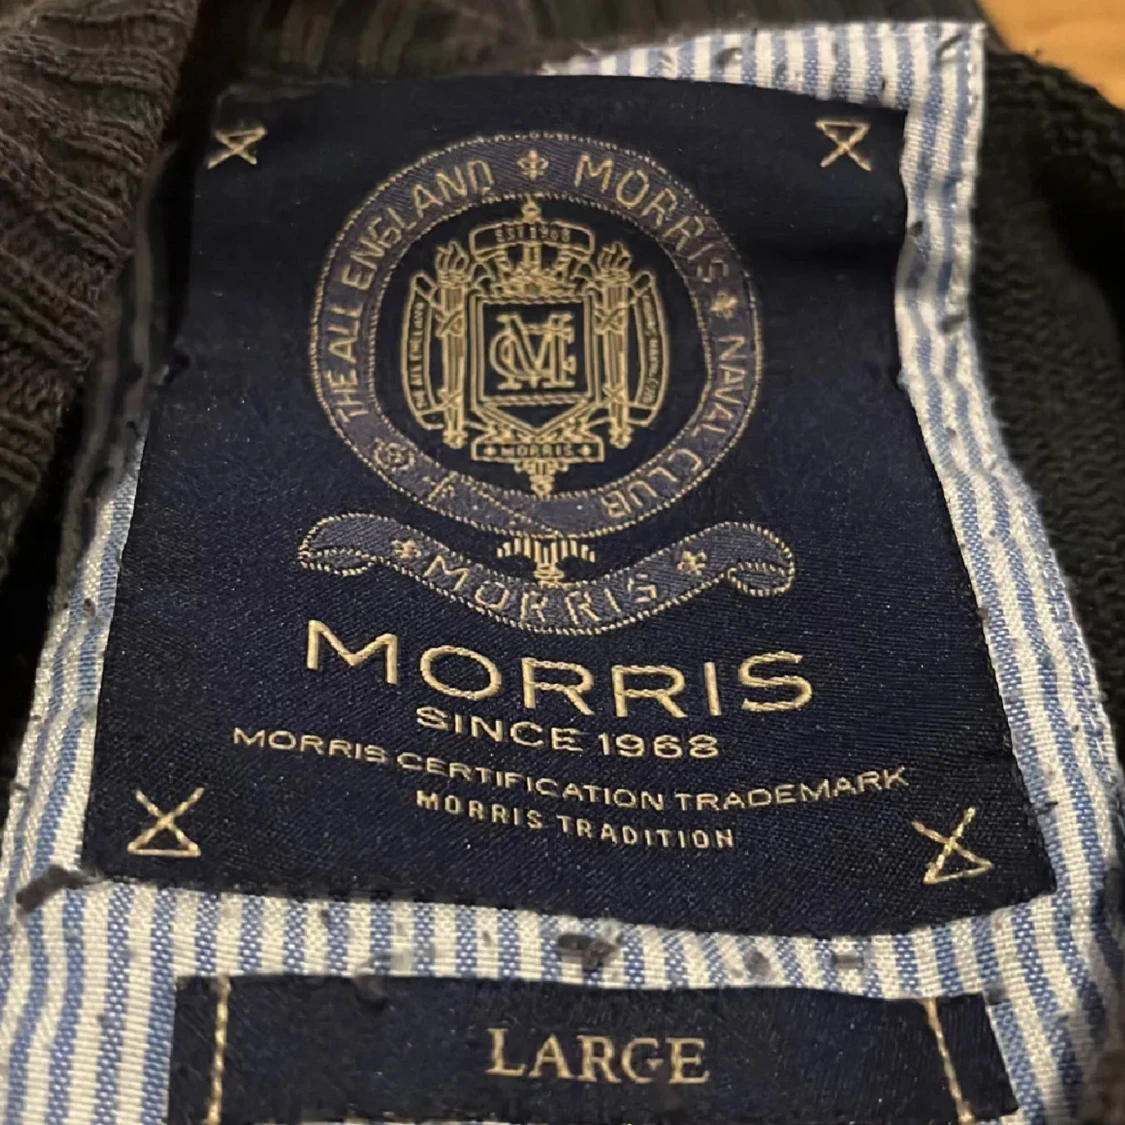 THE ALL ENGLAND MORRIS NAVAL CLUB
EST 1968
M
MORRIS
MORRIS
MORRIS
SINCE 1968
MORRIS CERTIFICATION TRADEMARK
MORRIS TRADITION
LARGE